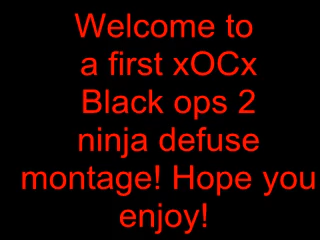 Welcome to
a first xOCx
Black ops 2
ninja defuse
montage! Hope you
enjoy!